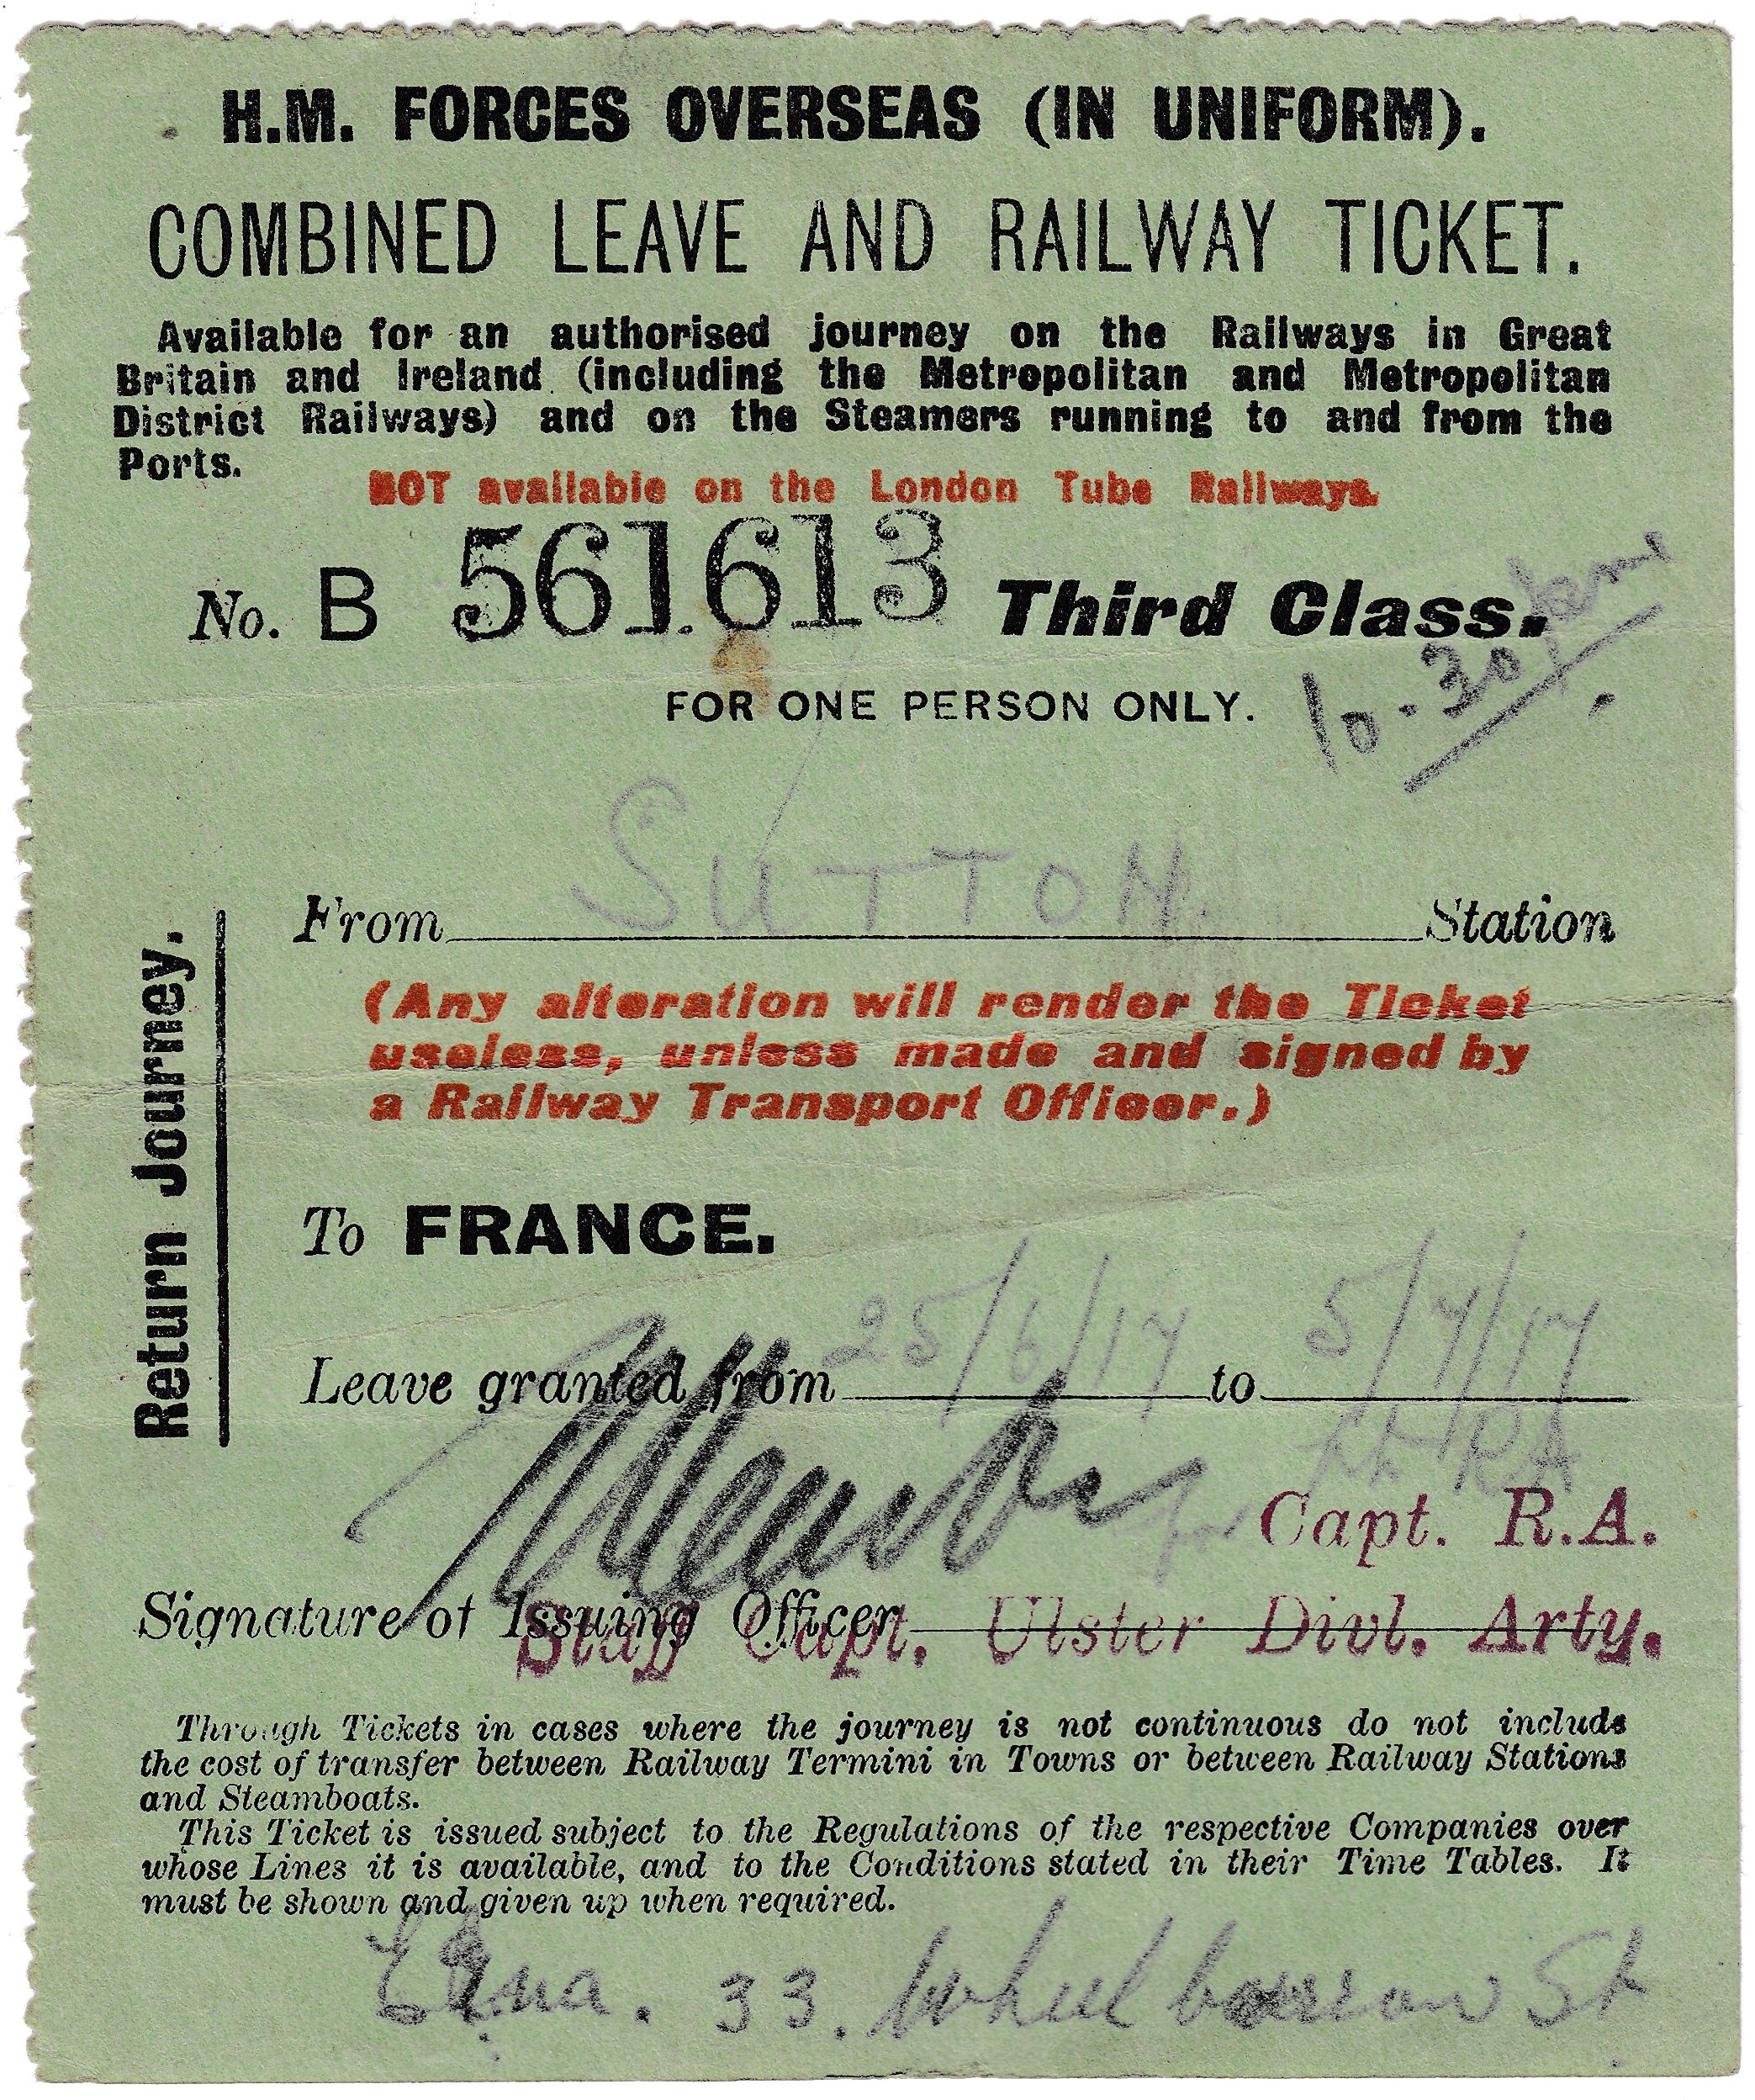 H.M. FORCES OVERSEAS (IN UNIFORM).
COMBINED LEAVE AND RAILWAY TICKET.
Available for an authorised journey on the Railways in Great
Britain and Ireland (including the Metropolitan and Metropolitan
District Railways) and on the Steamers running to and from the
Ports.
NOT available on the London Tube Railways.
No. B 561613 Third Class.
10.30
FOR ONE PERSON ONLY.
Return Journey.
From SUTTON Station
(Any alteration will render the Ticket
useless, unless made and signed by
a Railway Transport Officer.)
To FRANCE.
Leave granted from 25/6/17 to 5/7/17
Lt RA
for Capt. R.A.
Signature of Issuing Officer
Staff Capt. Ulster Divl. Arty.
Through Tickets in cases where the journey is not continuous do not include
the cost of transfer between Railway Termini in Towns or between Railway Stations
and Steamboats.
This Ticket is issued subject to the Regulations of the respective Companies over
whose Lines it is available, and to the Conditions stated in their Time Tables. It
must be shown and given up when required.
33. Wheelbarrow St